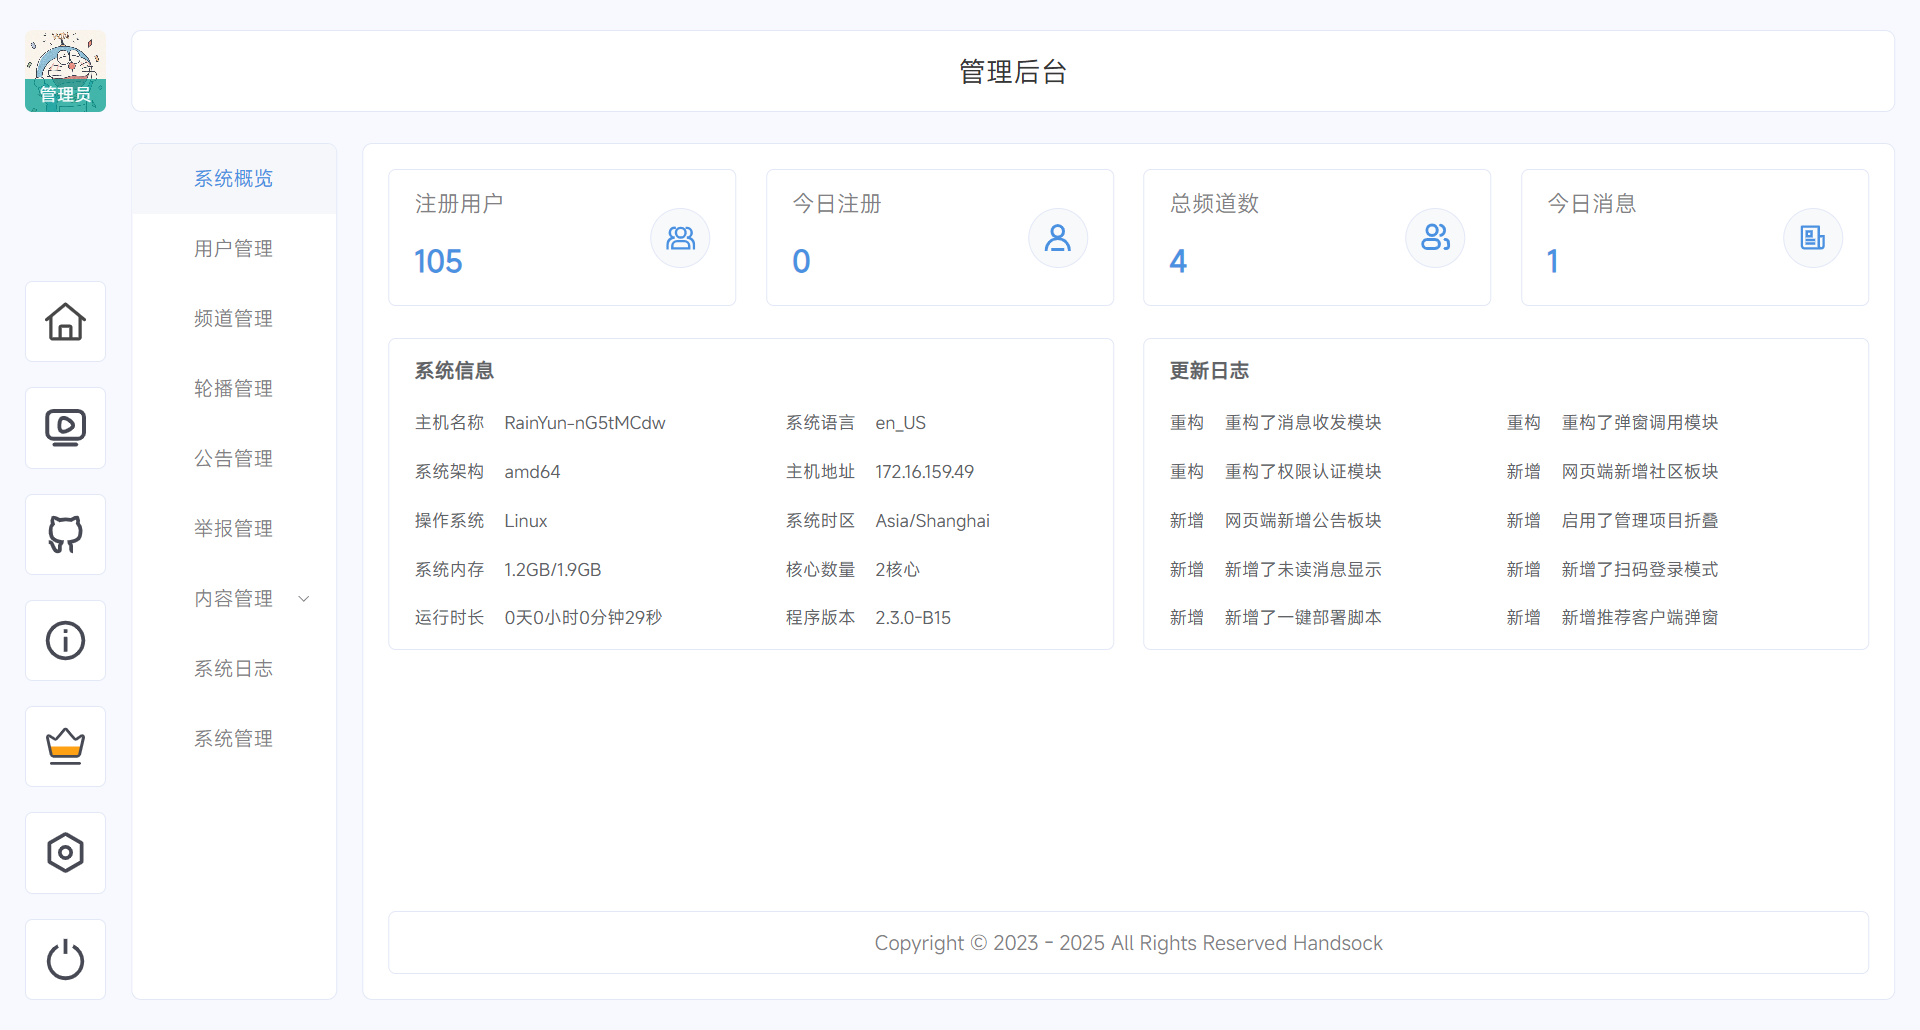 管理员
管理后台
系统概览
用户管理
频道管理
轮播管理
公告管理
举报管理
内容管理
系统日志
系统管理
注册用户
105
今日注册
0
总频道数
4
今日消息
1
系统信息
主机名称 RainYun-nG5tMCdw 系统语言 en_US
系统架构 amd64 主机地址 172.16.159.49
操作系统 Linux 系统时区 Asia/Shanghai
系统内存 1.2GB/1.9GB 核心数量 2核心
运行时长 0天0小时0分钟29秒 程序版本 2.3.0-B15
更新日志
重构 重构了消息收发模块 重构 重构了弹窗调用模块
重构 重构了权限认证模块 新增 网页端新增社区板块
新增 网页端新增公告板块 新增 启用了管理项目折叠
新增 新增了未读消息显示 新增 新增了扫码登录模式
新增 新增了一键部署脚本 新增 新增推荐客户端弹窗
Copyright © 2023 - 2025 All Rights Reserved Handsock